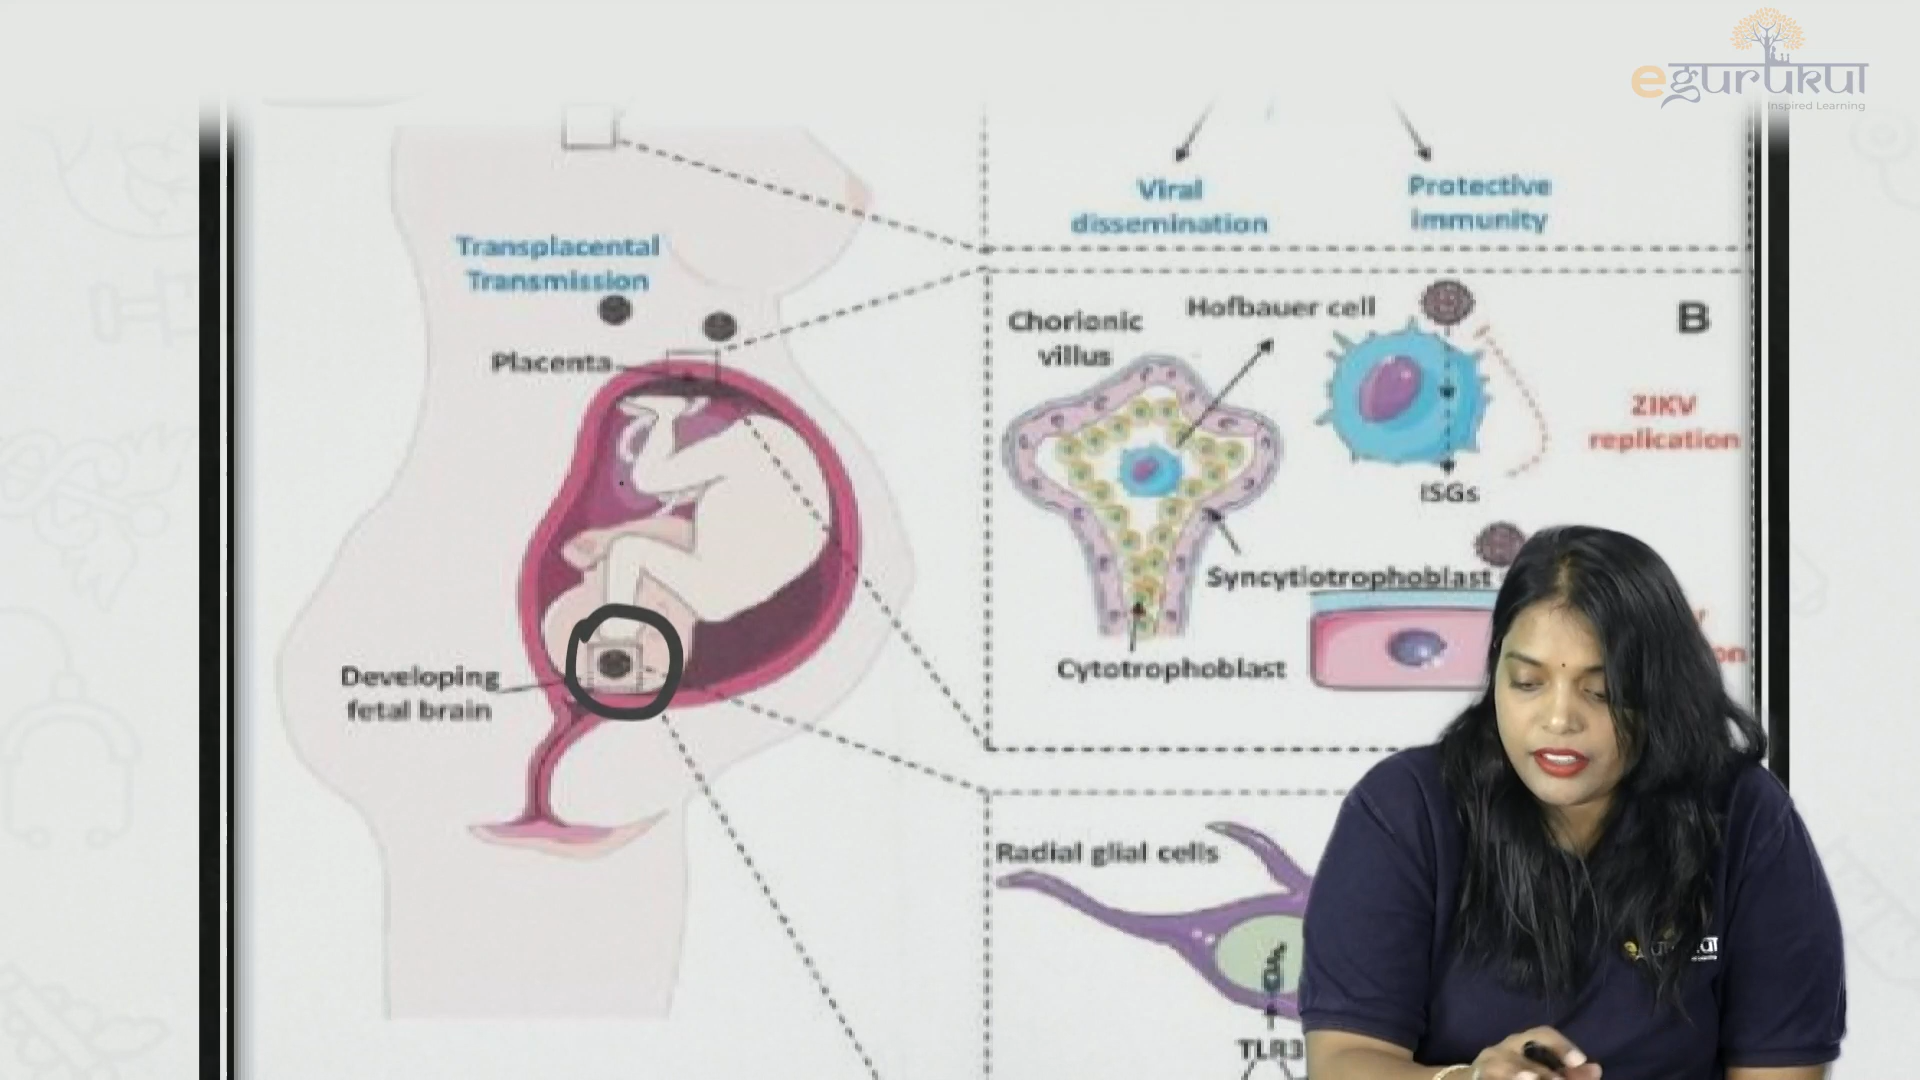 egurukul
Inspired Learning
Viral
dissemination
Protective
immunity
Transplacental
Transmission
Placenta
Developing
fetal brain
Chorionic
villus
Hofbauer cell
B
ZIKV
replication
ISGs
Syncytiotrophoblast
Cytotrophoblast
Radial glial cells
TLR3